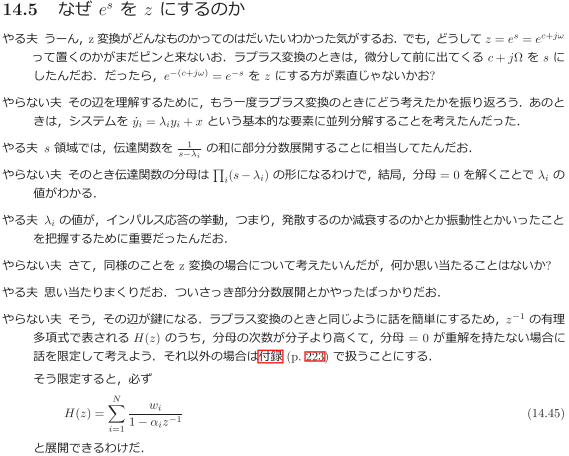 14.5 なぜ e^s を z にするのか
やる夫 うーん，z 変換がどんなものかってのはだいたいわかった気がするお．でも，どうして z = e^s = e^{c+jω}
って置くのかがまだピンと来ないお．ラプラス変換のときは，微分して前に出てくる c + jΩ を s に
したんだお．だったら，e^{−(c+jω)} = e^{−s} を z にする方が素直じゃないかお?
やらない夫 その辺を理解するために，もう一度ラプラス変換のときにどう考えたかを振り返ろう．あのと
きは，システムを ẏ_i = λ_i y_i + x という基本的な要素に並列分解することを考えたんだった．
やる夫 s 領域では，伝達関数を 1/(s−λ_i) の和に部分分数展開することに相当してたんだお．
やらない夫 そのとき伝達関数の分母は ∏_i(s − λ_i) の形になるわけで，結局，分母 = 0 を解くことで λ_i の
値がわかる．
やる夫 λ_i の値が，インパルス応答の挙動，つまり，発散するのか減衰するのかとか振動性とかいったこと
を把握するために重要だったんだお．
やらない夫 さて，同様のことを z 変換の場合について考えたいんだが，何か思い当たることはないか?
やる夫 思い当たりまくりだお．ついさっき部分分数展開とかやったばっかりだお．
やらない夫 そう，その辺が鍵になる．ラプラス変換のときと同じように話を簡単にするため，z^{−1} の有理
多項式で表される H(z) のうち，分母の次数が分子より高くて，分母 = 0 が重解を持たない場合に
話を限定して考えよう．それ以外の場合は付録 (p. 223) で扱うことにする．
そう限定すると，必ず
H(z) = ∑_{i=1}^{N} w_i/(1 − α_i z^{−1}) (14.45)
と展開できるわけだ．